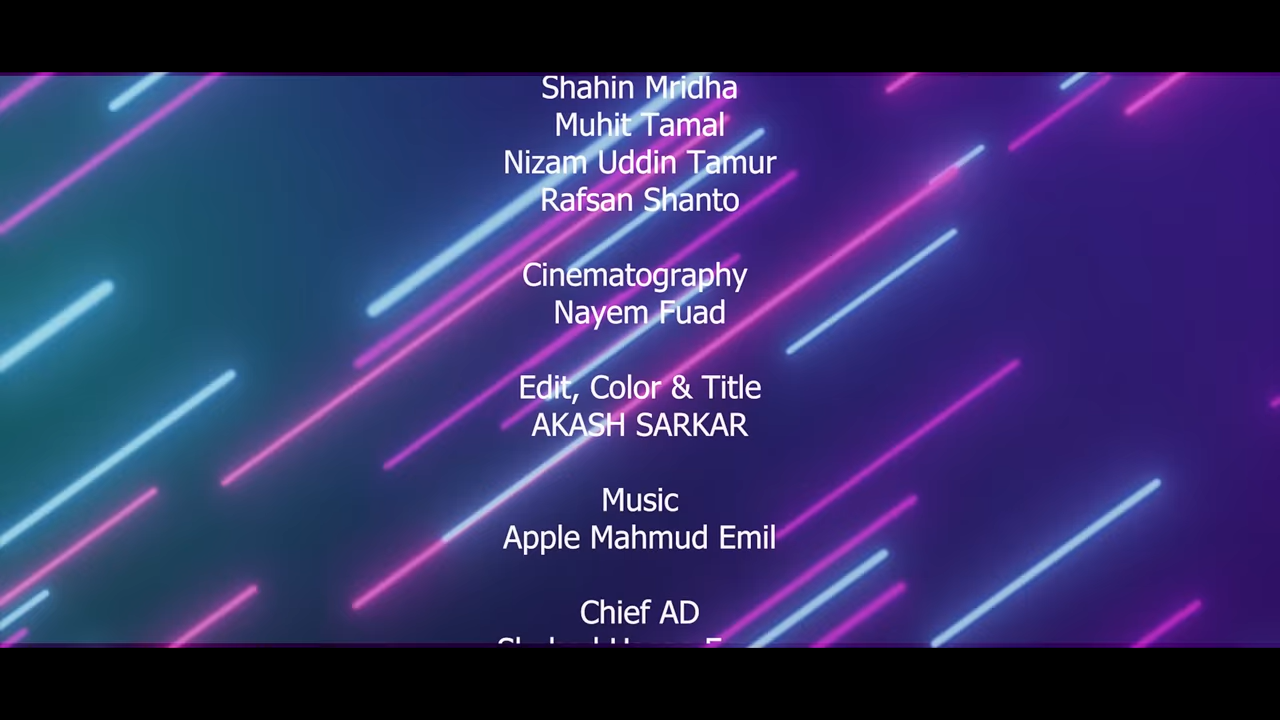 Shahin Mridha
Muhit Tamal
Nizam Uddin Tamur
Rafsan Shanto
Cinematography
Nayem Fuad
Edit, Color & Title
AKASH SARKAR
Music
Apple Mahmud Emil
Chief AD